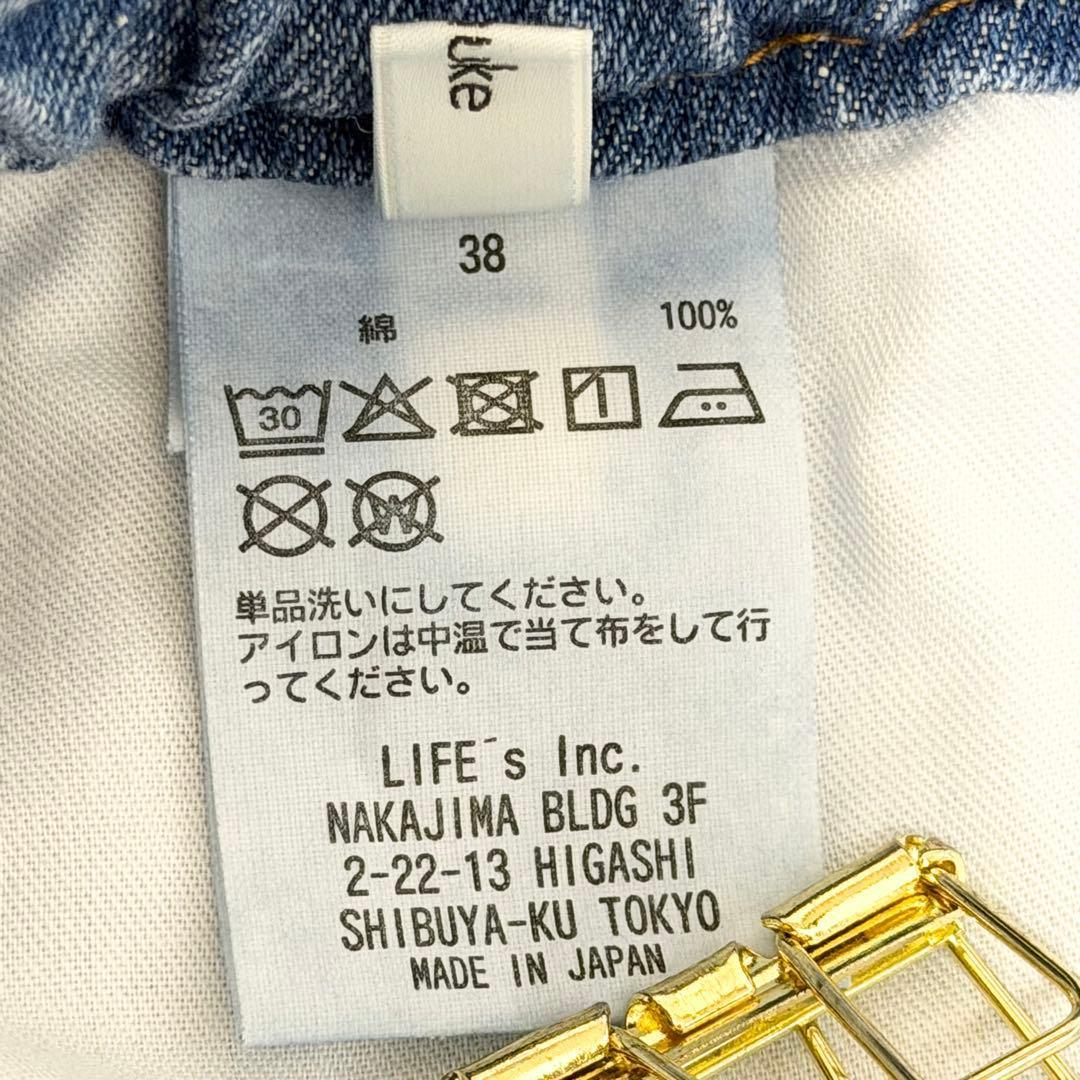 uke
38
綿 100%
30
W
単品洗いにしてください。
アイロンは中温で当て布をして行
ってください。
LIFE´s Inc.
NAKAJIMA BLDG 3F
2-22-13 HIGASHI
SHIBUYA-KU TOKYO
MADE IN JAPAN